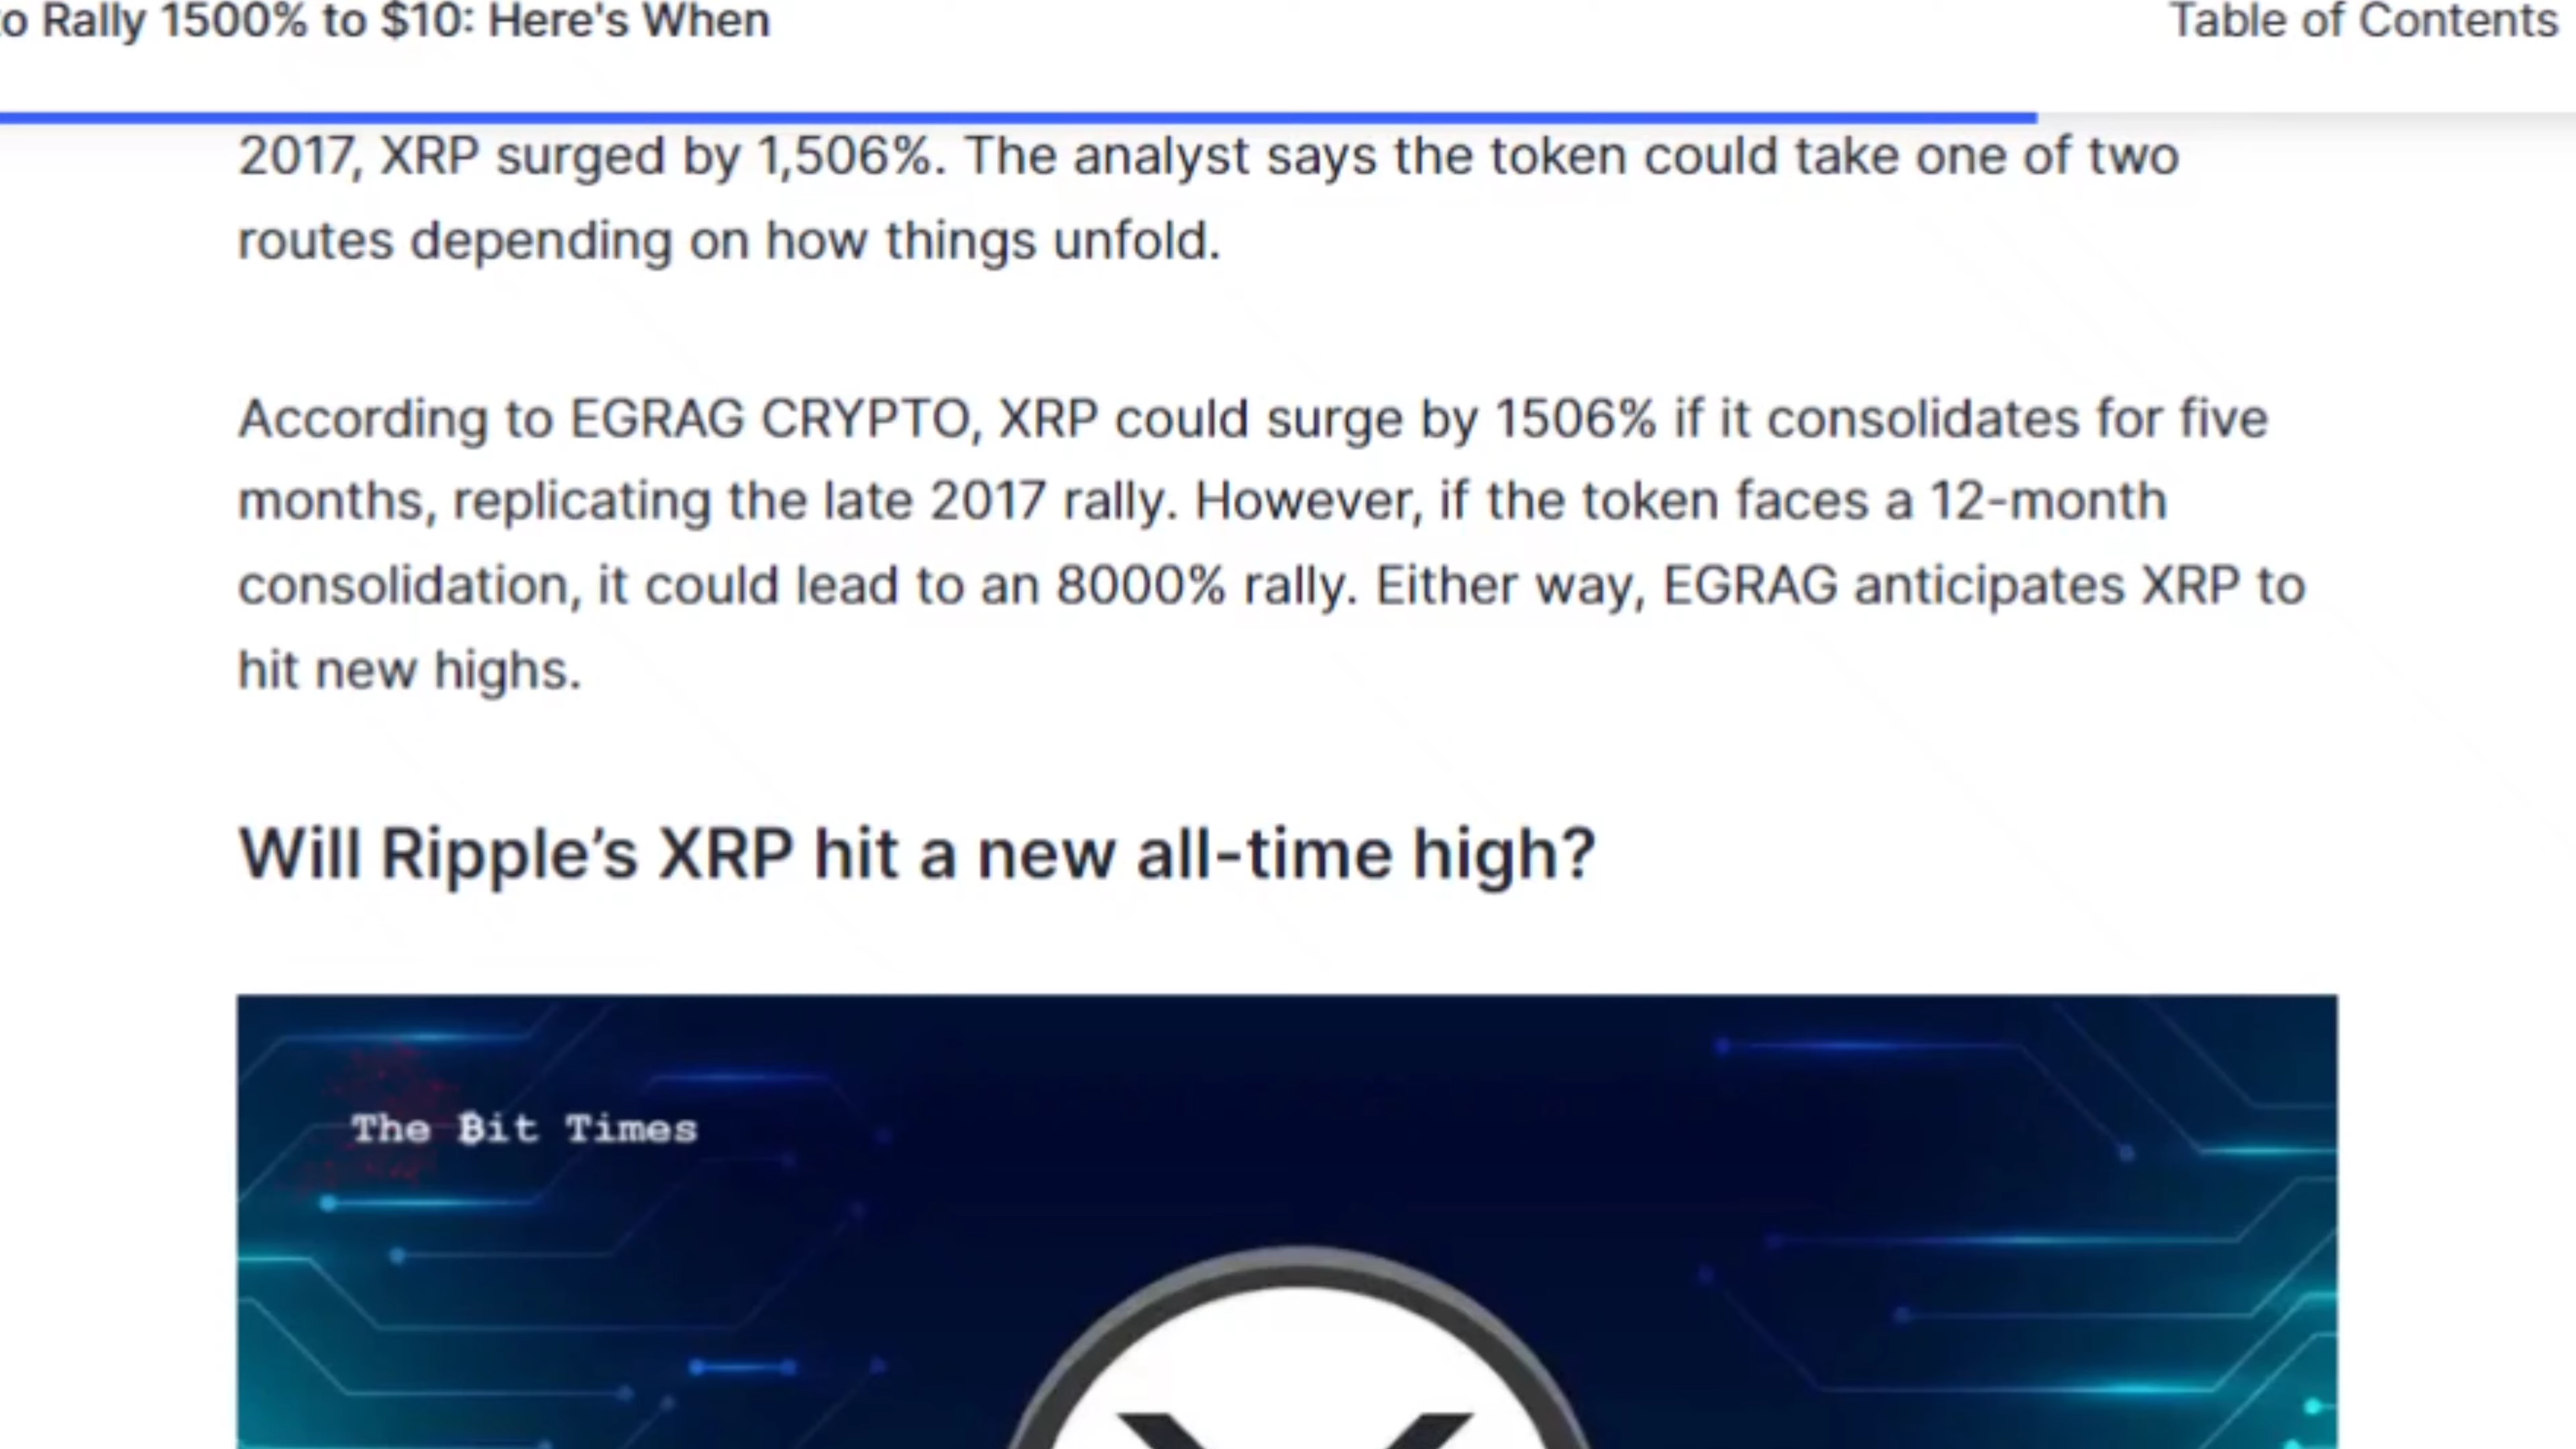 o Rally 1500% to $10: Here's When
Table of Contents
2017, XRP surged by 1,506%. The analyst says the token could take one of two
routes depending on how things unfold.
According to EGRAG CRYPTO, XRP could surge by 1506% if it consolidates for five
months, replicating the late 2017 rally. However, if the token faces a 12-month
consolidation, it could lead to an 8000% rally. Either way, EGRAG anticipates XRP to
hit new highs.
Will Ripple’s XRP hit a new all-time high?
The ₿it Times